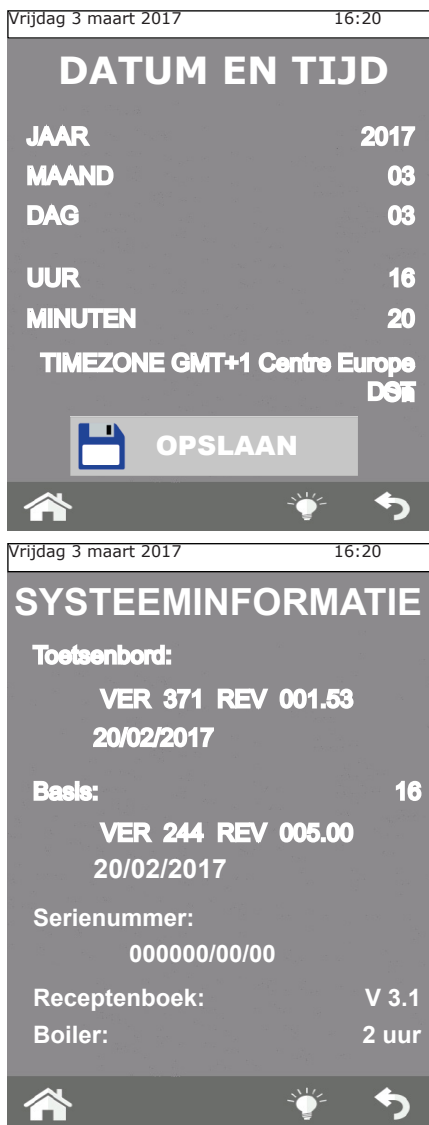 Vrijdag 3 maart 2017 16:20
DATUM EN TIJD
JAAR 2017
MAAND 03
DAG 03
UUR 16
MINUTEN 20
TIMEZONE GMT+1 Centre Europe
OPSLAAN
Vrijdag 3 maart 2017 16:20
SYSTEEMINFORMATIE
Toetsenbord:
VER 371 REV 001.53
20/02/2017
Basis: 16
VER 244 REV 005.00
20/02/2017
Serienummer:
000000/00/00
Receptenboek: V 3.1
Boiler: 2 uur